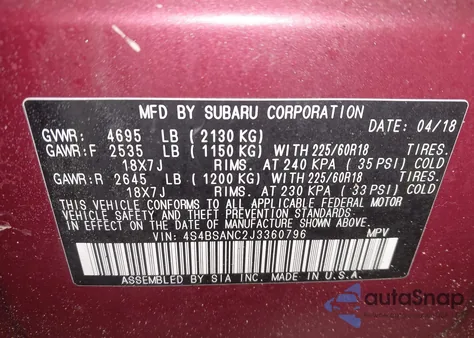 MFD BY SUBARU CORPORATION
GVWR: 4695 LB (2130 KG) DATE: 04/18
GAWR:F 2535 LB (1150 KG) WITH 225/60R18 TIRES.
18X7J RIMS. AT 240 KPA ( 35 PSI) COLD
GAWR:R 2645 LB (1200 KG) WITH 225/60R18 TIRES.
18X7J RIMS. AT 230 KPA ( 33 PSI) COLD
THIS VEHICLE CONFORMS TO ALL APPLICABLE FEDERAL MOTOR
VEHICLE SAFETY AND THEFT PREVENTION STANDARDS
IN EFFECT ON THE DATE OF MANUFACTURE SHOWN ABOVE.
VIN: 4S4BSANC2J3360796 MPV
ASSEMBLED BY SIA INC. MADE IN U.S.A.
autaSnap